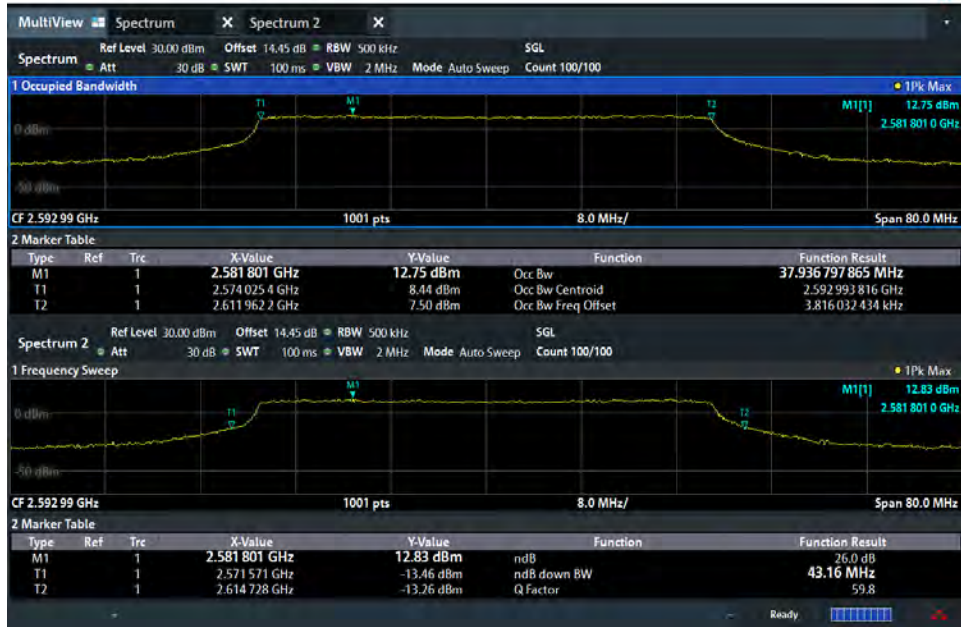 MultiView Spectrum X Spectrum 2 X
Spectrum Ref Level 30.00 dBm Offset 14.45 dB RBW 500 kHz SGL
Att 30 dB SWT 100 ms VBW 2 MHz Mode Auto Sweep Count 100/100
1 Occupied Bandwidth 1Pk Max
T1 M1 T2 M1[1] 12.75 dBm
0 dBm 2.581 801 0 GHz
-50 dBm
CF 2.592 99 GHz 1001 pts 8.0 MHz/ Span 80.0 MHz
2 Marker Table
Type Ref Trc X-Value Y-Value Function Function Result
M1 1 2.581 801 GHz 12.75 dBm Occ Bw 37.936 797 865 MHz
T1 1 2.574 025 4 GHz 8.44 dBm Occ Bw Centroid 2.592 993 816 GHz
T2 1 2.611 962 2 GHz 7.50 dBm Occ Bw Freq Offset 3.816 032 434 kHz
Spectrum 2 Ref Level 30.00 dBm Offset 14.45 dB RBW 500 kHz SGL
Att 30 dB SWT 100 ms VBW 2 MHz Mode Auto Sweep Count 100/100
1 Frequency Sweep 1Pk Max
M1 M1[1] 12.83 dBm
0 dBm T1 T2 2.581 801 0 GHz
-50 dBm
CF 2.592 99 GHz 1001 pts 8.0 MHz/ Span 80.0 MHz
2 Marker Table
Type Ref Trc X-Value Y-Value Function Function Result
M1 1 2.581 801 GHz 12.83 dBm ndB 26.0 dB
T1 1 2.571 571 GHz -13.46 dBm ndB down BW 43.16 MHz
T2 1 2.614 728 GHz -13.26 dBm Q Factor 59.8
Ready